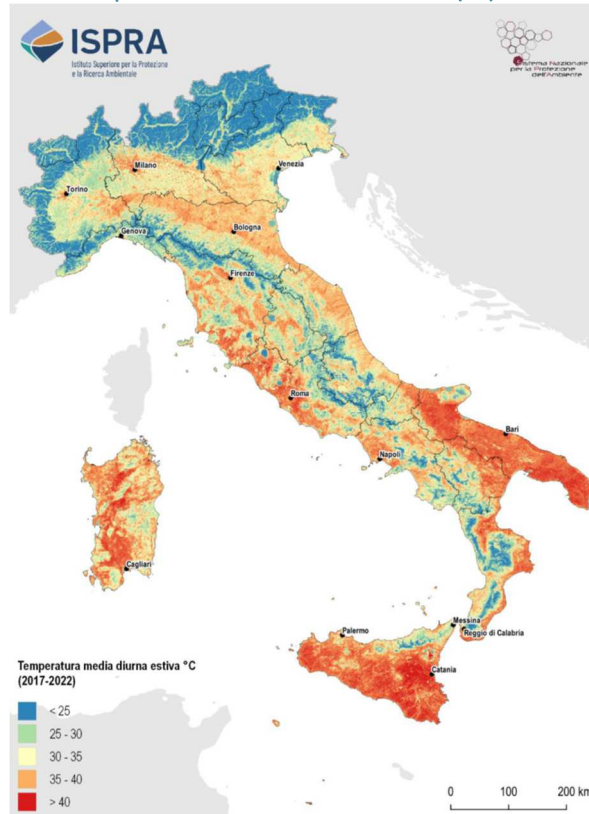 ISPRA
Istituto Superiore per la Protezione
e la Ricerca Ambientale
Sistema Nazionale
per la Protezione
dell'Ambiente
Milano
Venezia
Torino
Genova
Bologna
Firenze
Roma
Bari
Napoli
Cagliari
Messina
Palermo
Reggio di Calabria
Catania
Temperatura media diurna estiva °C
(2017-2022)
< 25
25 - 30
30 - 35
35 - 40
> 40
0 100 200 km